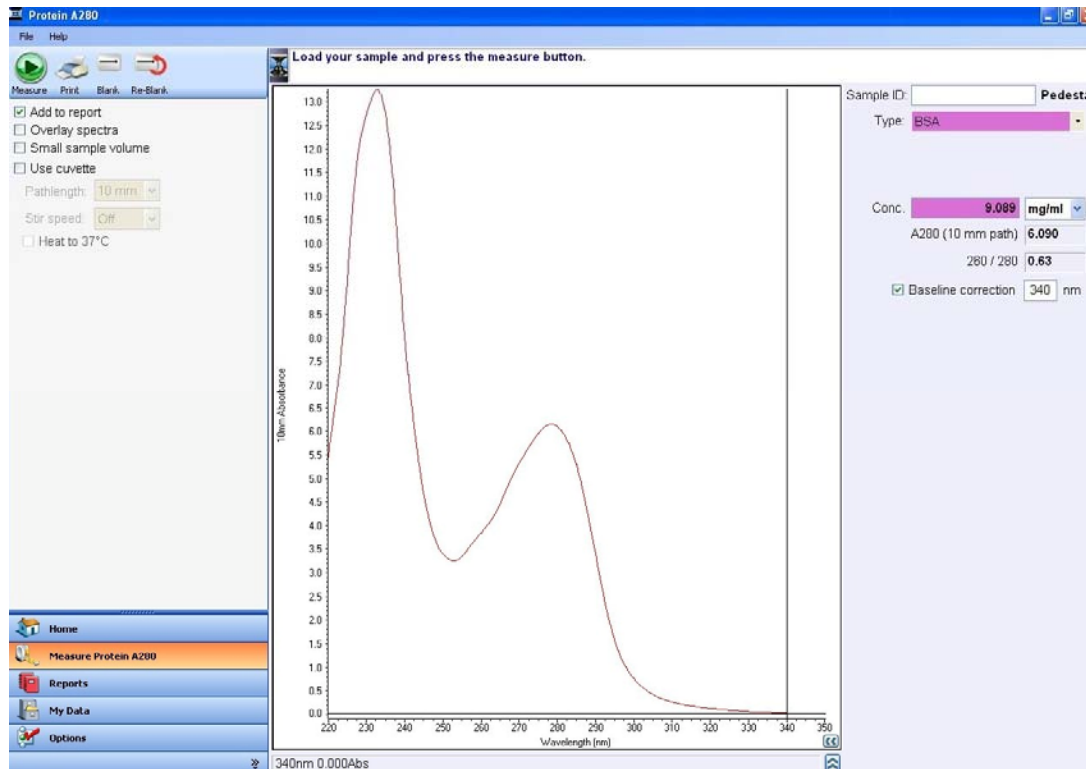 Protein A280
File Help
Measure Print Blank Re-Blank
Load your sample and press the measure button.
Add to report
Overlay spectra
Small sample volume
Use cuvette
Pathlength: 10 mm
Stir speed: Off
Heat to 37°C
Home
Measure Protein A280
Reports
My Data
Options
10mm Absorbance
13.0
12.5
12.0
11.5
11.0
10.5
10.0
9.5
9.0
8.5
8.0
7.5
7.0
6.5
6.0
5.5
5.0
4.5
4.0
3.5
3.0
2.5
2.0
1.5
1.0
0.5
0.0
220 230 240 250 260 270 280 290 300 310 320 330 340 350
Wavelength (nm)
340nm 0.000Abs
Sample ID: Pedesta
Type: BSA
Conc. 9.089 mg/ml
A280 (10 mm path) 6.090
260 / 280 0.63
Baseline correction 340 nm